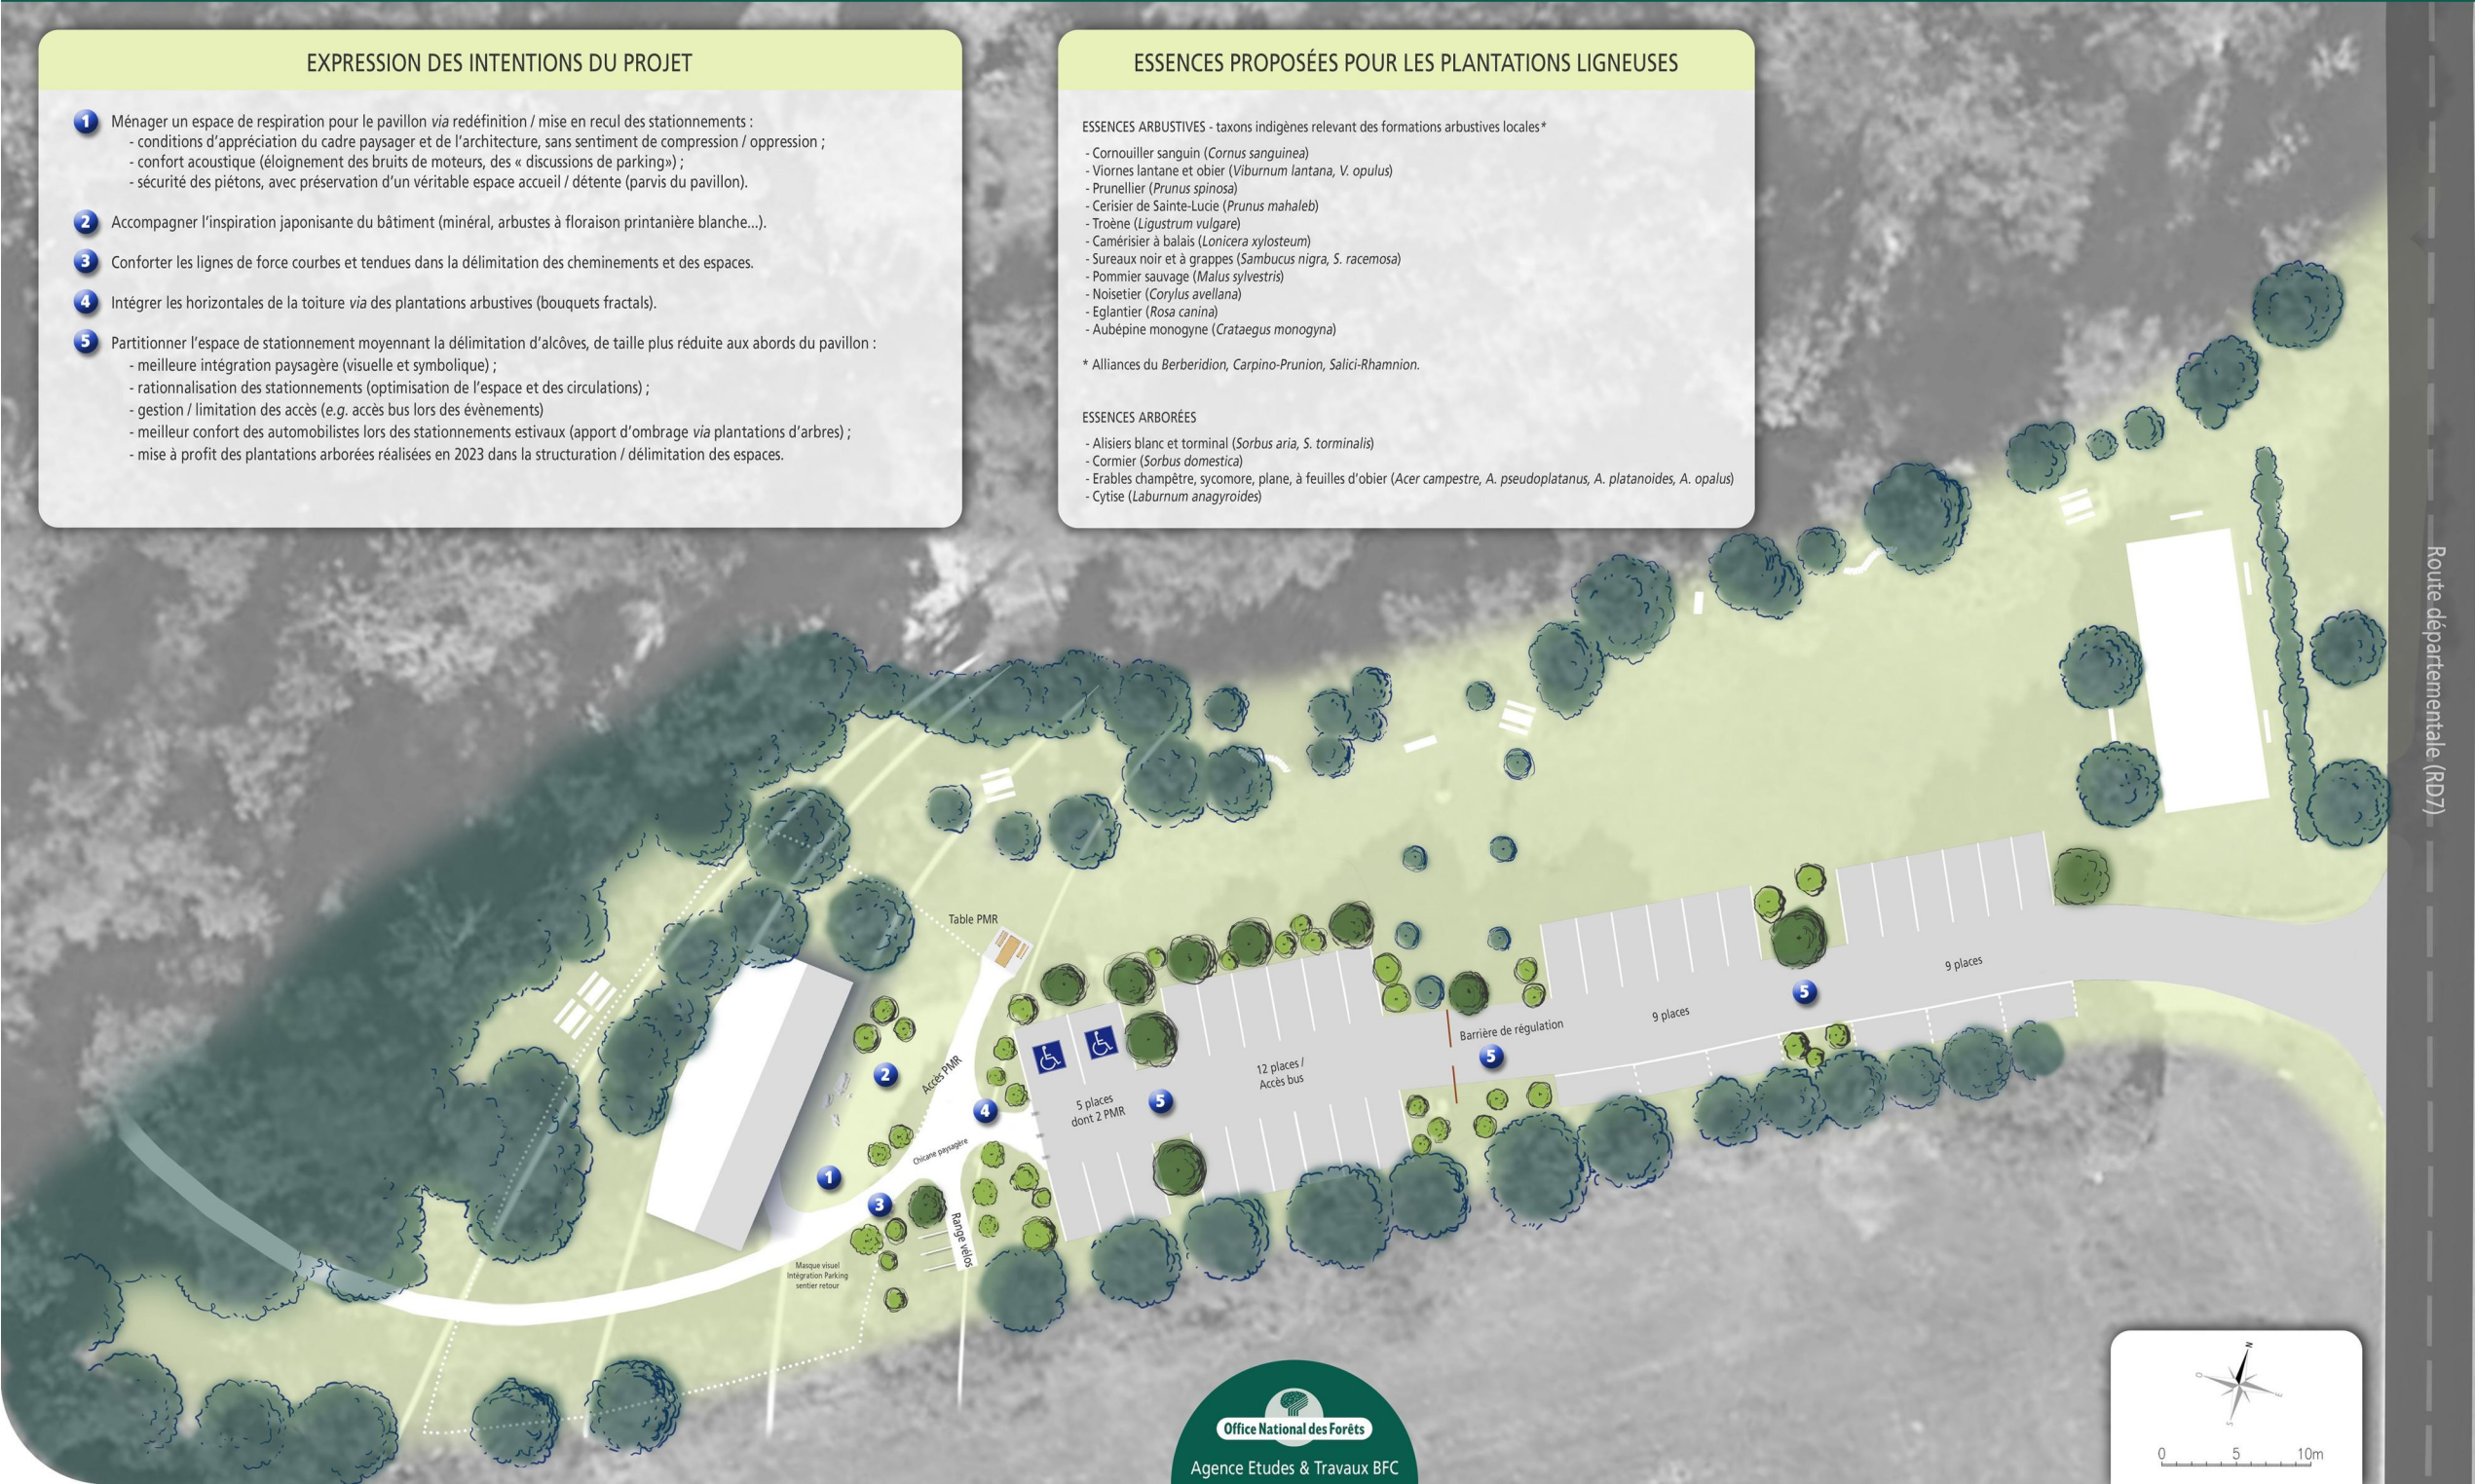 EXPRESSION DES INTENTIONS DU PROJET
1 Ménager un espace de respiration pour le pavillon via redéfinition / mise en recul des stationnements :
- conditions d’appréciation du cadre paysager et de l’architecture, sans sentiment de compression / oppression ;
- confort acoustique (éloignement des bruits de moteurs, des « discussions de parking») ;
- sécurité des piétons, avec préservation d’un véritable espace accueil / détente (parvis du pavillon).
2 Accompagner l’inspiration japonisante du bâtiment (minéral, arbustes à floraison printanière blanche...).
3 Conforter les lignes de force courbes et tendues dans la délimitation des cheminements et des espaces.
4 Intégrer les horizontales de la toiture via des plantations arbustives (bouquets fractals).
5 Partitionner l’espace de stationnement moyennant la délimitation d’alcôves, de taille plus réduite aux abords du pavillon :
- meilleure intégration paysagère (visuelle et symbolique) ;
- rationnalisation des stationnements (optimisation de l’espace et des circulations) ;
- gestion / limitation des accès (e.g. accès bus lors des évènements)
- meilleur confort des automobilistes lors des stationnements estivaux (apport d’ombrage via plantations d’arbres) ;
- mise à profit des plantations arborées réalisées en 2023 dans la structuration / délimitation des espaces.
ESSENCES PROPOSÉES POUR LES PLANTATIONS LIGNEUSES
ESSENCES ARBUSTIVES - taxons indigènes relevant des formations arbustives locales*
- Cornouiller sanguin (Cornus sanguinea)
- Viornes lantane et obier (Viburnum lantana, V. opulus)
- Prunellier (Prunus spinosa)
- Cerisier de Sainte-Lucie (Prunus mahaleb)
- Troène (Ligustrum vulgare)
- Camérisier à balais (Lonicera xylosteum)
- Sureaux noir et à grappes (Sambucus nigra, S. racemosa)
- Pommier sauvage (Malus sylvestris)
- Noisetier (Corylus avellana)
- Eglantier (Rosa canina)
- Aubépine monogyne (Crataegus monogyna)
* Alliances du Berberidion, Carpino-Prunion, Salici-Rhamnion.
ESSENCES ARBORÉES
- Alisiers blanc et torminal (Sorbus aria, S. torminalis)
- Cormier (Sorbus domestica)
- Erables champêtre, sycomore, plane, à feuilles d’obier (Acer campestre, A. pseudoplatanus, A. platanoides, A. opalus)
- Cytise (Laburnum anagyroides)
Route départementale (RD7)
Table PMR
9 places
5
9 places
Barrière de régulation
5
12 places /
Accès bus
5 places
dont 2 PMR
5
Accès PMR
2
4
Chicane paysagère
1
3
Range vélos
Masque visuel
Intégration Parking
sentier retour
Office National des Forêts
Agence Etudes & Travaux BFC
N
O
E
S
0 5 10m